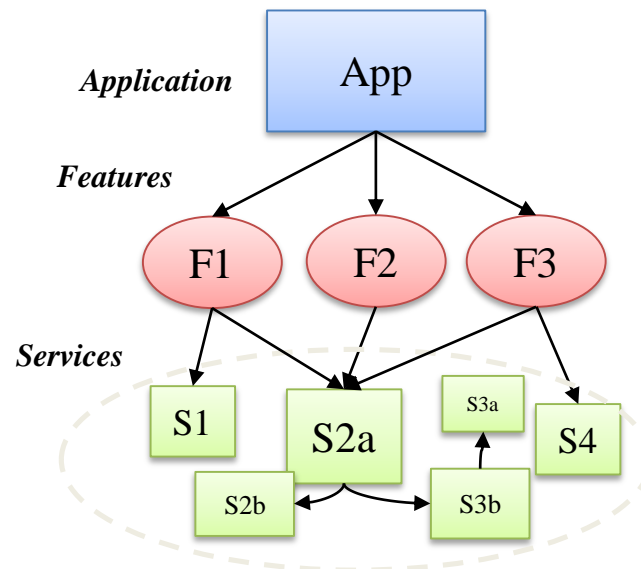 Application
App
Features
F1
F2
F3
Services
S1
S2a
S3a
S4
S2b
S3b